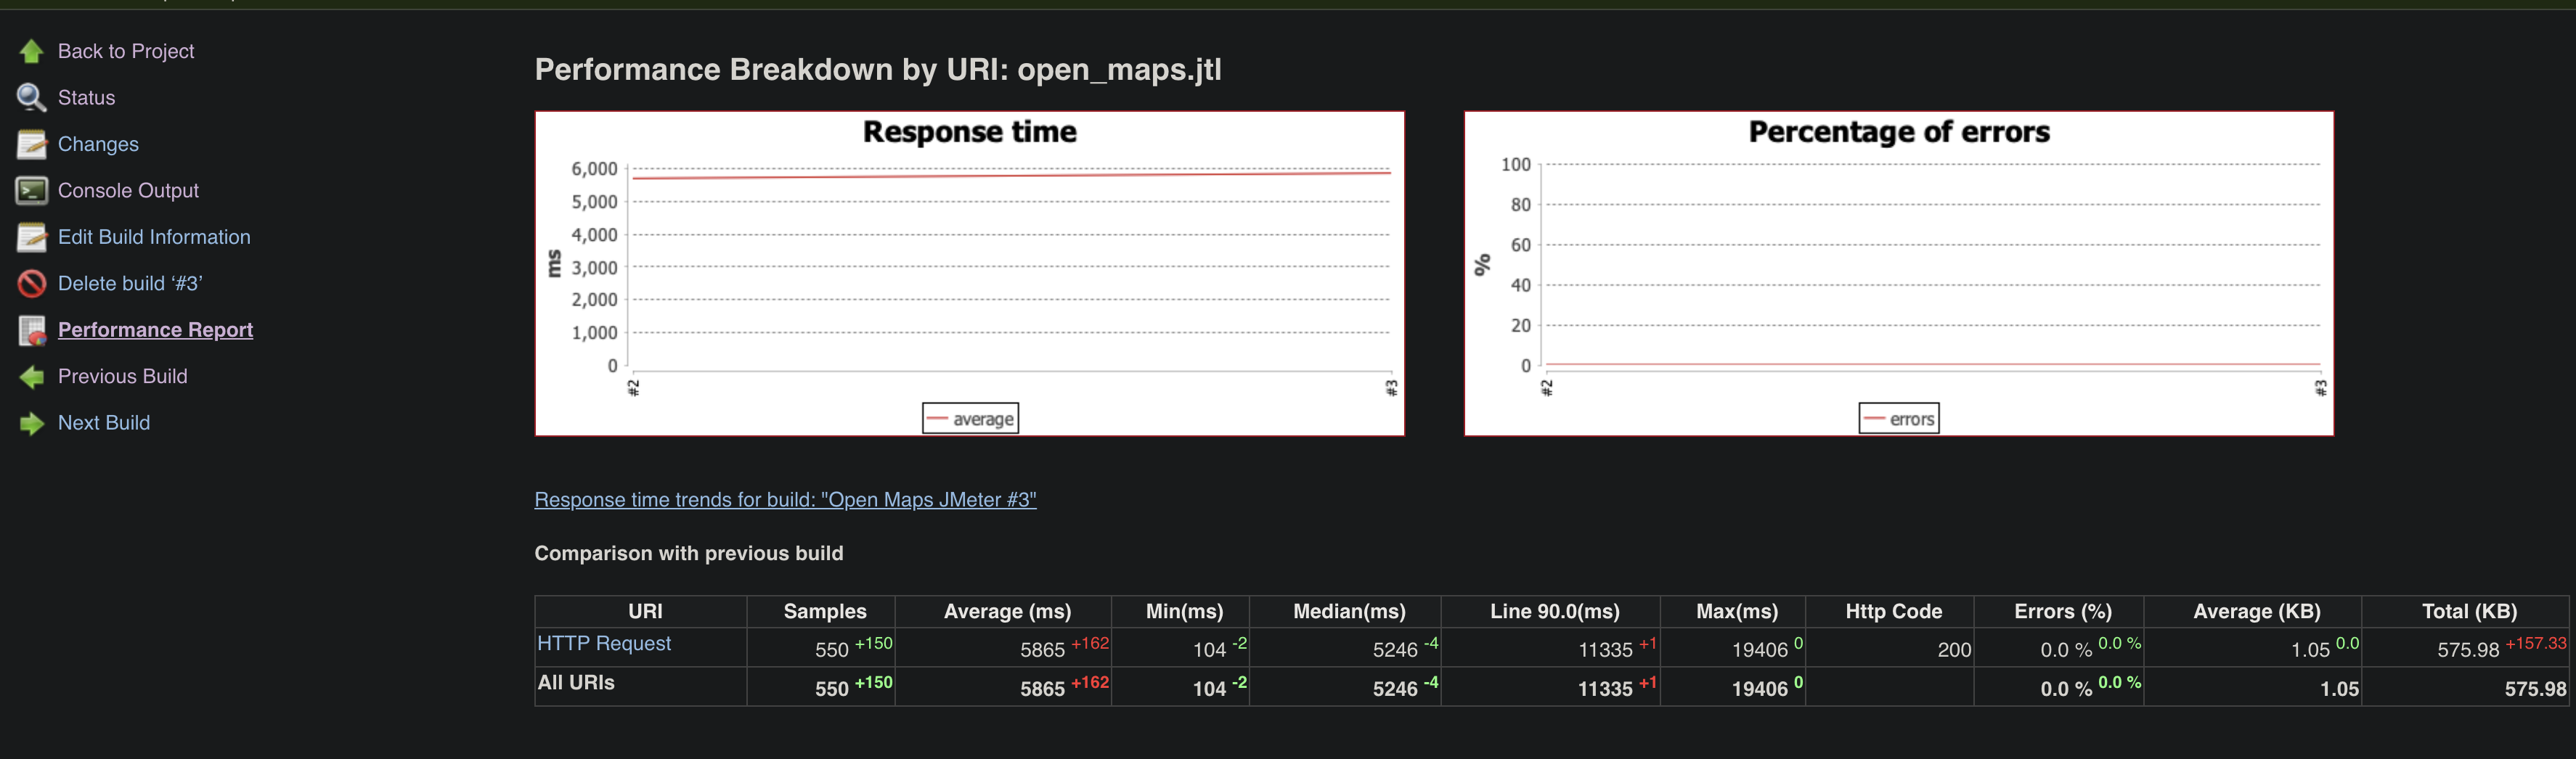 Back to Project
Status
Changes
Console Output
Edit Build Information
Delete build ‘#3’
Performance Report
Previous Build
Next Build
Performance Breakdown by URI: open_maps.jtl
Response time
6,000
5,000
4,000
3,000
2,000
1,000
0
ms
#2
#3
average
Percentage of errors
100
80
60
40
20
0
%
#2
#3
errors
Response time trends for build: "Open Maps JMeter #3"
Comparison with previous build
URI Samples Average (ms) Min(ms) Median(ms) Line 90.0(ms) Max(ms) Http Code Errors (%) Average (KB) Total (KB)
HTTP Request 550 +150 5865 +162 104 -2 5246 -4 11335 +1 19406 0 200 0.0 % 0.0 % 1.05 0.0 575.98 +157.33
All URIs 550 +150 5865 +162 104 -2 5246 -4 11335 +1 19406 0 0.0 % 0.0 % 1.05 575.98